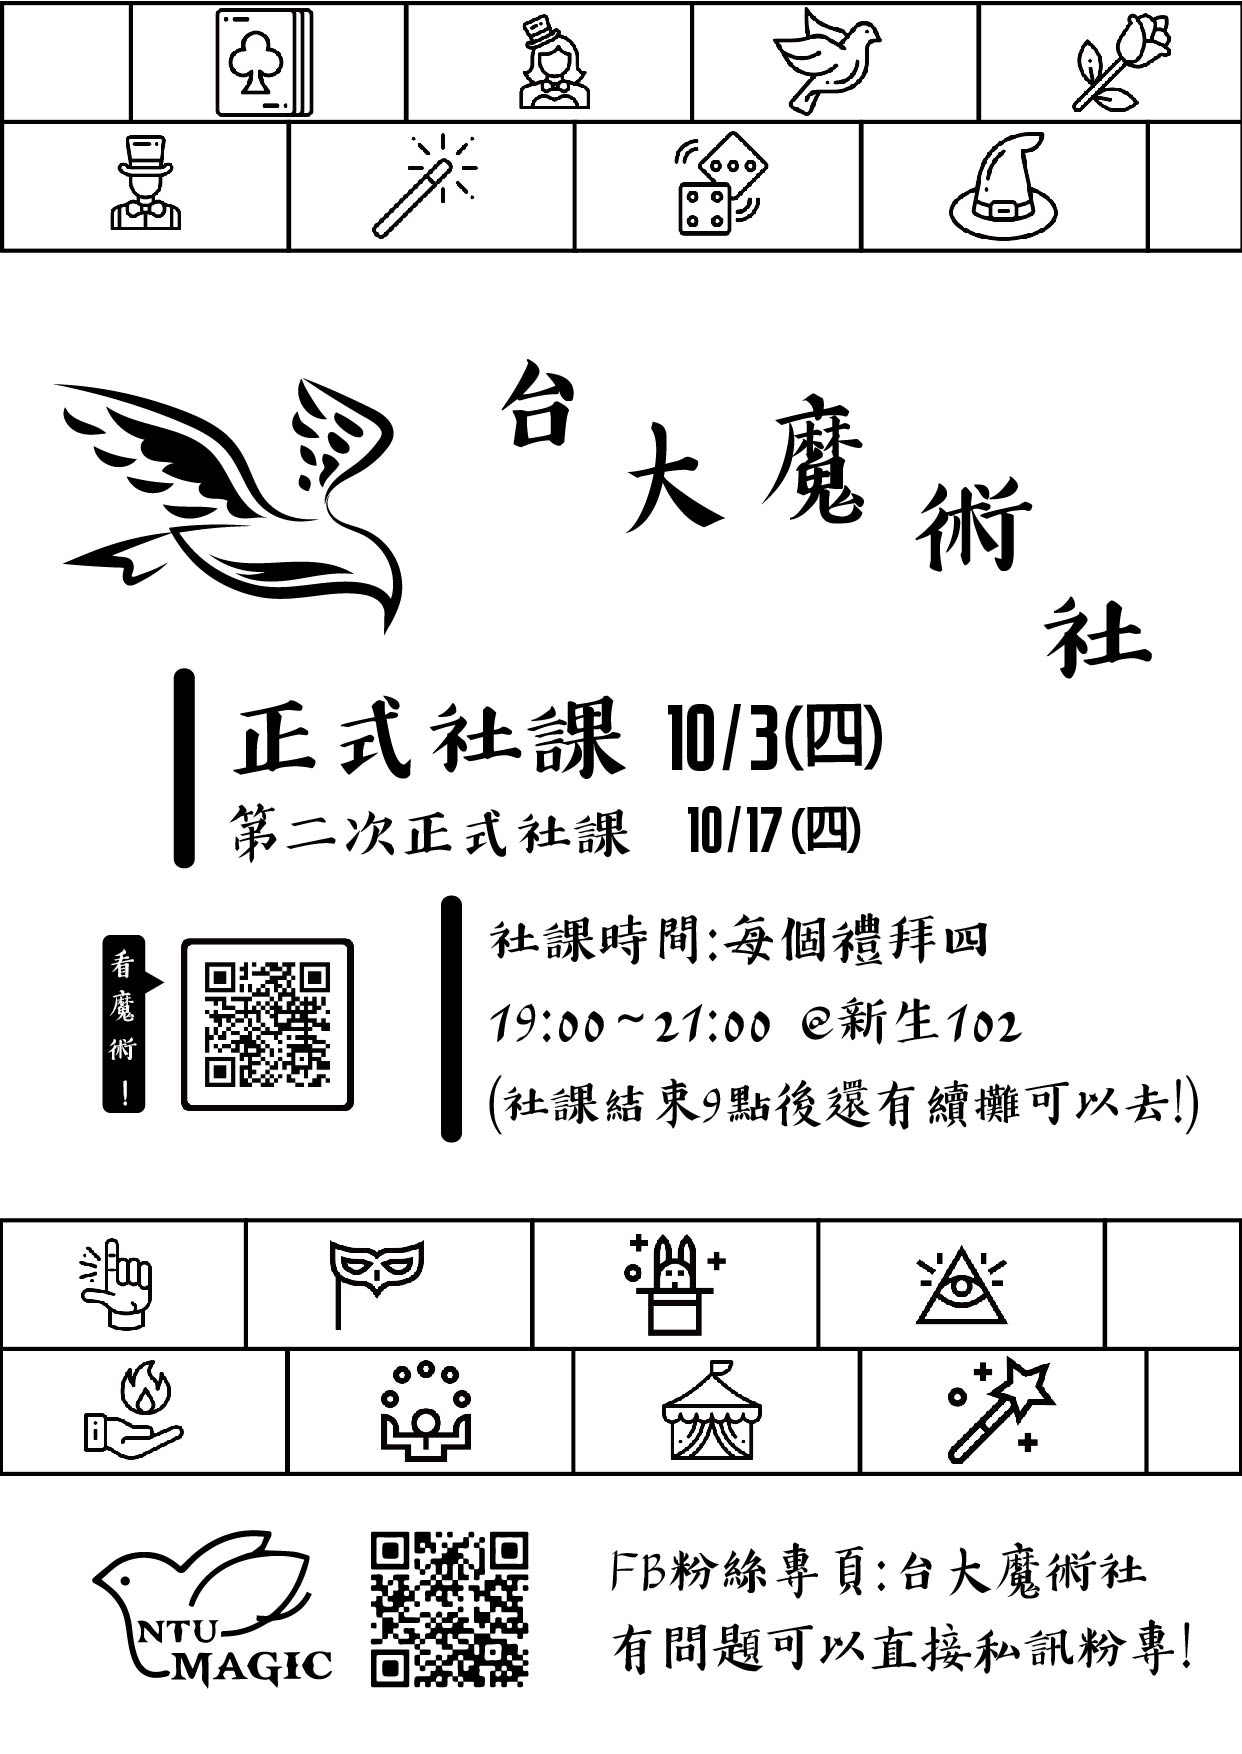 台大魔術社
正式社課 10/3(四)
第二次正式社課 10/17(四)
看魔術!
社課時間:每個禮拜四
19:00~21:00 @新生102
(社課結束9點後還有續攤可以去!)
NTU
MAGIC
FB粉絲專頁:台大魔術社
有問題可以直接私訊粉專!